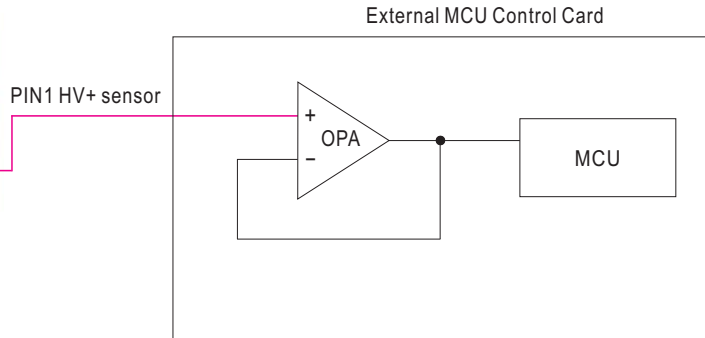 External MCU Control Card
PIN1 HV+ sensor
+
OPA
−
MCU